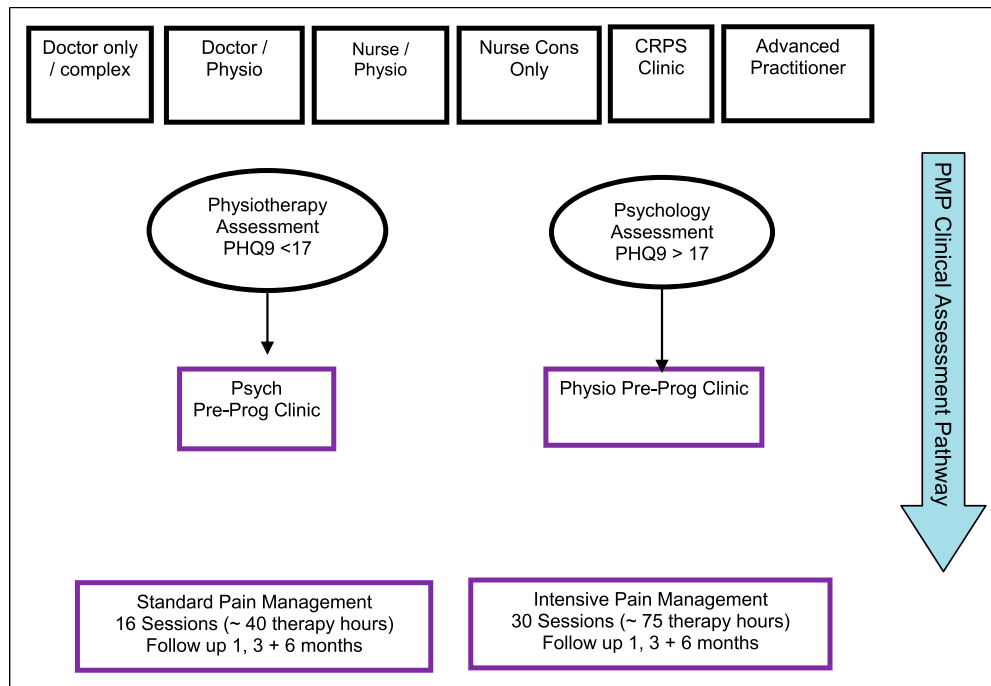 Doctor only
/ complex
Doctor /
Physio
Nurse /
Physio
Nurse Cons
Only
CRPS
Clinic
Advanced
Practitioner
Physiotherapy
Assessment
PHQ9 <17
Psychology
Assessment
PHQ9 > 17
PMP Clinical Assessment Pathway
Psych
Pre-Prog Clinic
Physio Pre-Prog Clinic
Standard Pain Management
16 Sessions (~ 40 therapy hours)
Follow up 1, 3 + 6 months
Intensive Pain Management
30 Sessions (~ 75 therapy hours)
Follow up 1, 3 + 6 months